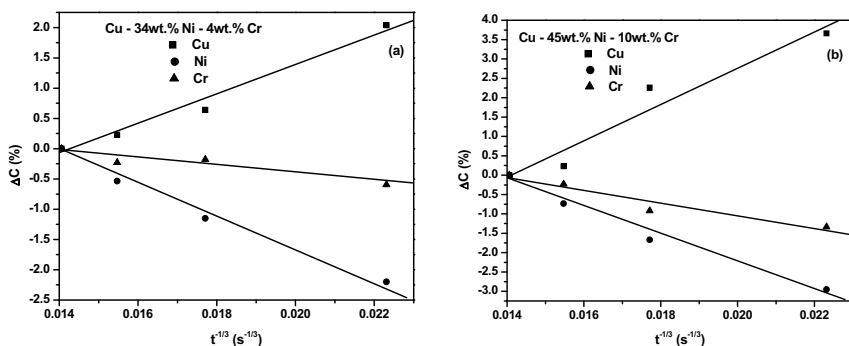 Cu - 34wt.% Ni - 4wt.% Cr
(a)
Cu
Ni
Cr
2.5
2.0
1.5
1.0
0.5
0.0
-0.5
-1.0
-1.5
-2.0
-2.5
ΔC (%)
0.014 0.016 0.018 0.020 0.022
t-1/3 (s-1/3)
Cu - 45wt.% Ni - 10wt.% Cr
(b)
Cu
Ni
Cr
4.0
3.5
3.0
2.5
2.0
1.5
1.0
0.5
0.0
-0.5
-1.0
-1.5
-2.0
-2.5
-3.0
ΔC (%)
0.014 0.016 0.018 0.020 0.022
t-1/3 (s-1/3)